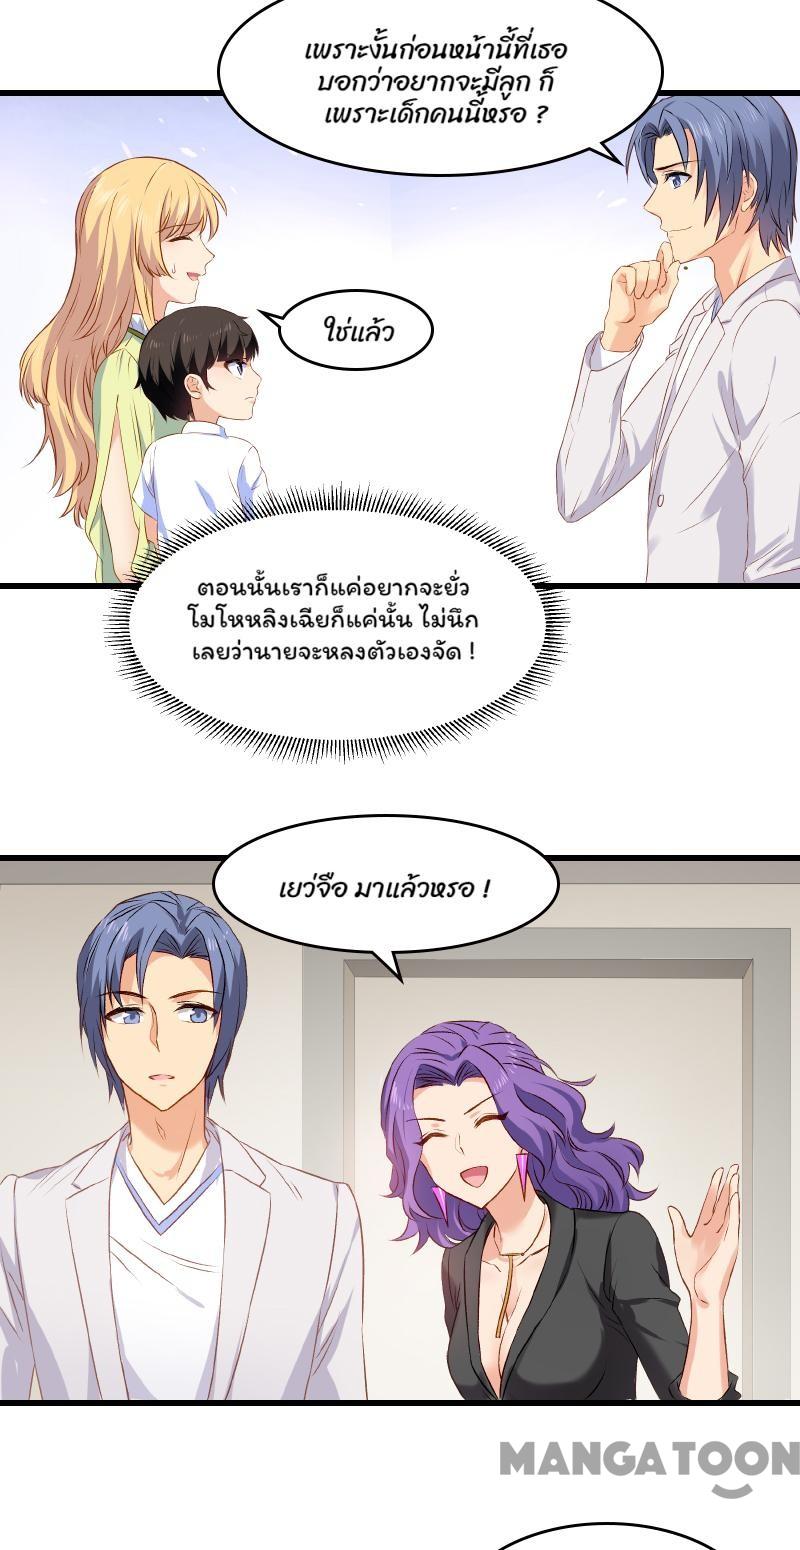 เพราะงั้นก่อนหน้านี้ที่เธอ
บอกว่าอยากจะมีลูก ก็
เพราะเด็กคนนี้หรอ ?
ใช่แล้ว
ตอนนั้นเราก็แค่อยากจะยั่ว
โมโหหลิงเฉียก็แค่นั้น ไม่นึก
เลยว่านายจะหลงตัวเองจัด !
เยว่จือ มาแล้วหรอ !
MANGATOON